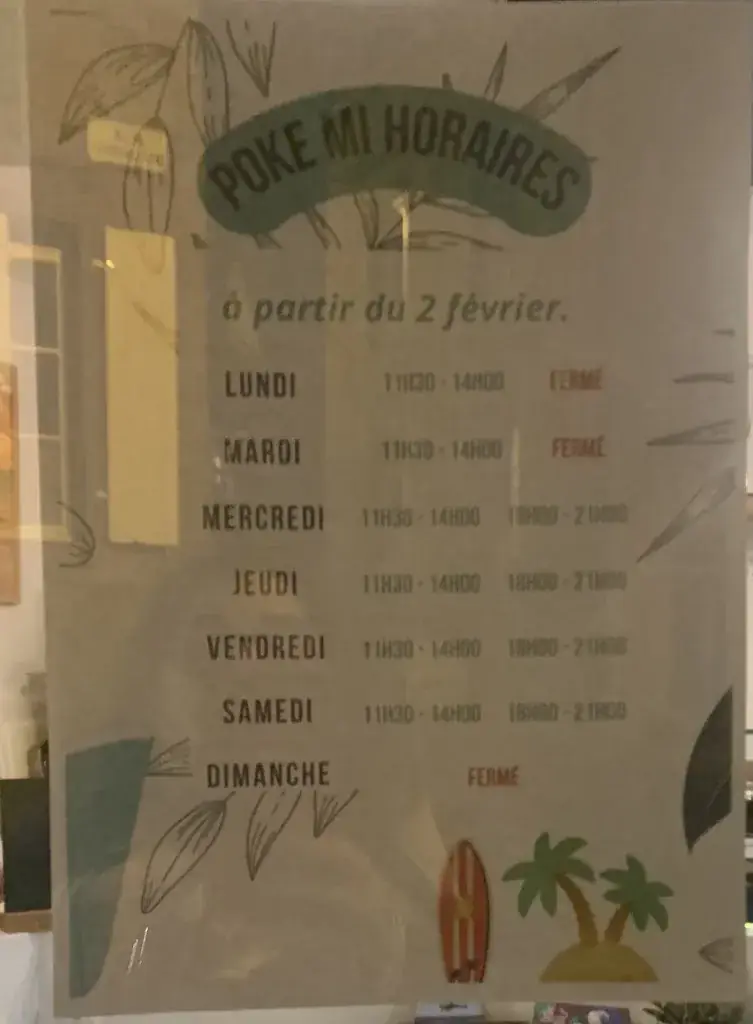 POKE MI HORAIRES
à partir du 2 février.
LUNDI 11H30 - 14H00 FERMÉ
MARDI 11H30 - 14H00 FERMÉ
MERCREDI 11H30 - 14H00 18H00 - 21H00
JEUDI 11H30 - 14H00 18H00 - 21H00
VENDREDI 11H30 - 14H00 18H00 - 21H00
SAMEDI 11H30 - 14H00 18H00 - 21H00
DIMANCHE FERMÉ